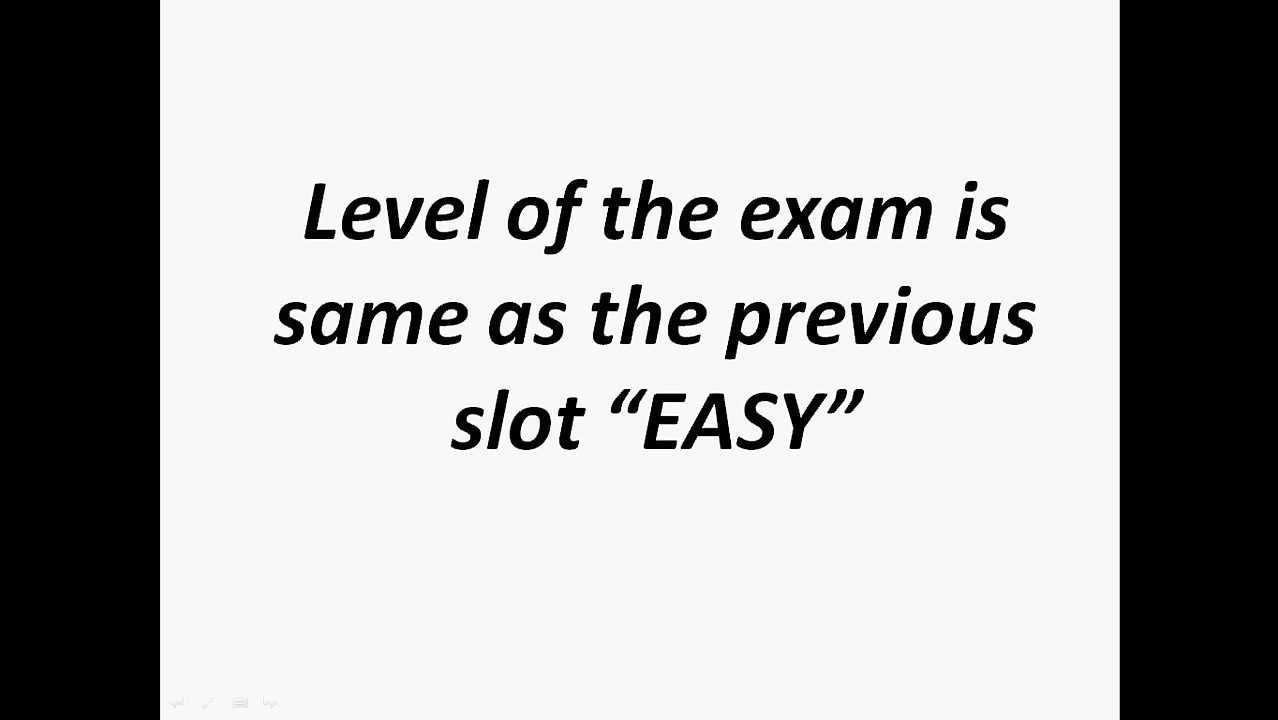 Level of the exam is
same as the previous
slot “EASY”